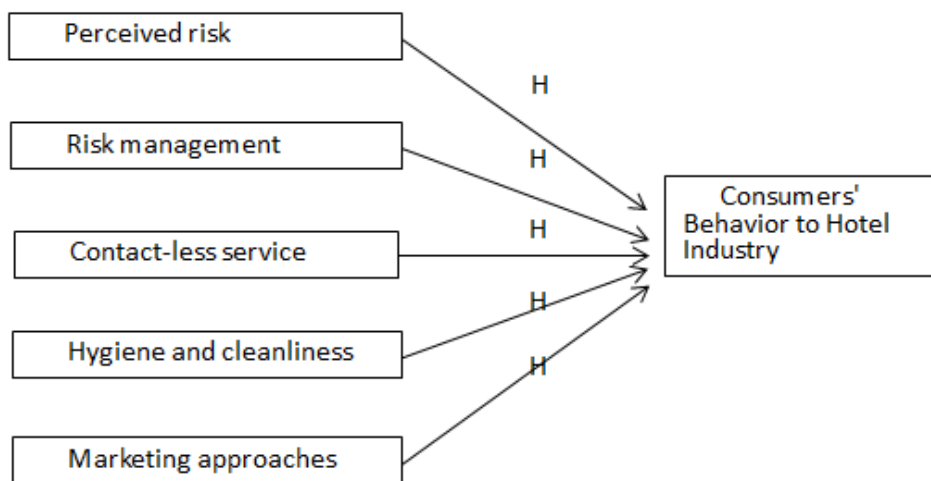 Perceived risk
H
Risk management
H
Contact-less service
H
Hygiene and cleanliness
H
Marketing approaches
H
Consumers'
Behavior to Hotel
Industry